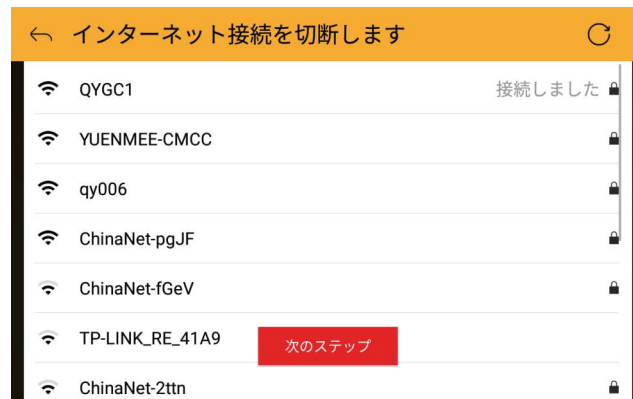 インターネット接続を切断します
QYGC1 接続しました
YUENMEE-CMCC
qy006
ChinaNet-pgJF
ChinaNet-fGeV
TP-LINK_RE_41A9
次のステップ
ChinaNet-2ttn